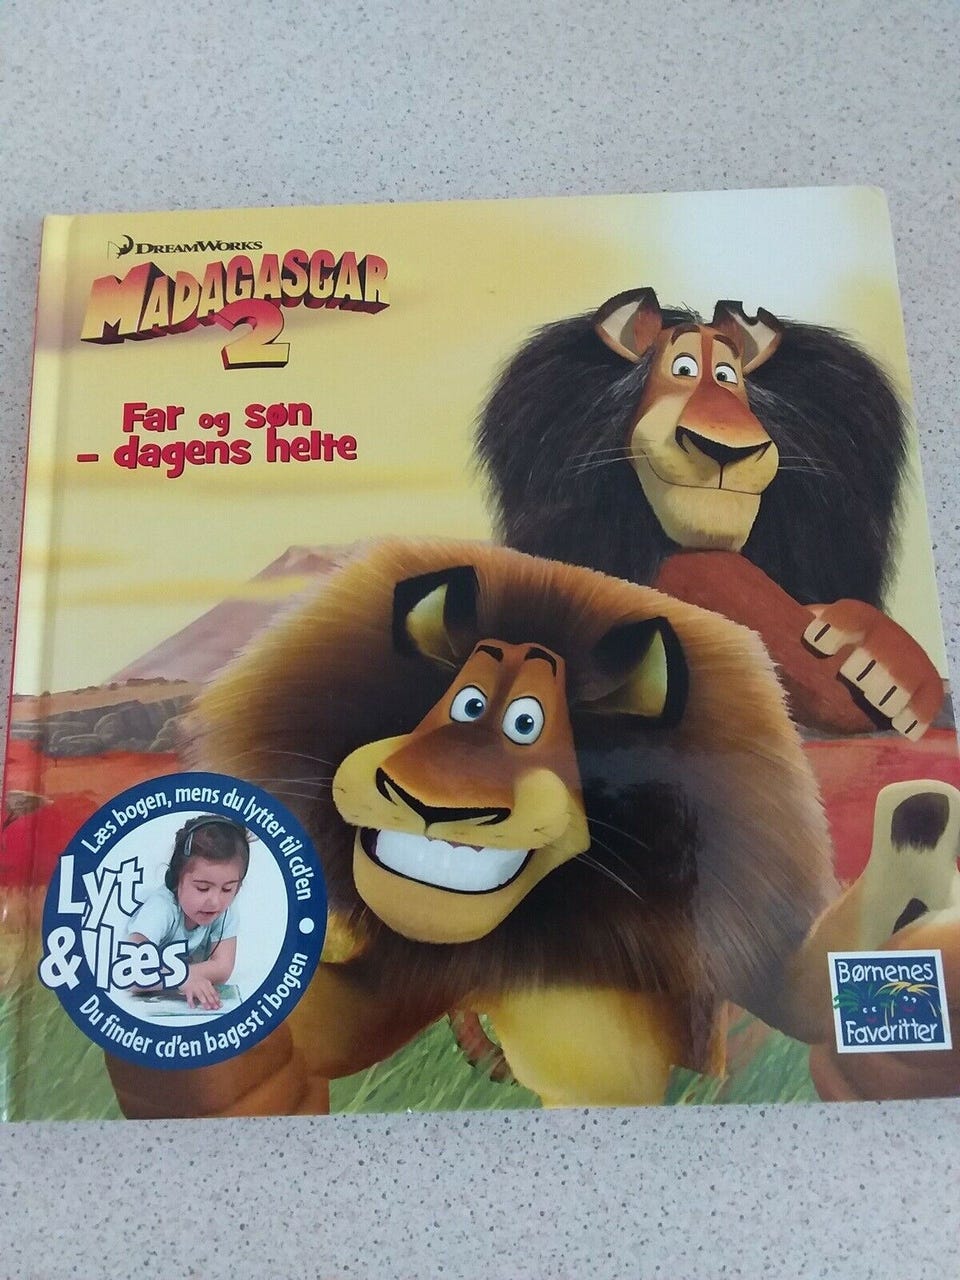 DREAMWORKS
MADAGASCAR
2
Far og søn
– dagens helte
Læs bogen, mens du lytter til cd'en
Lyt
& læs
Du finder cd'en bagest i bogen
Børnenes
Favoritter